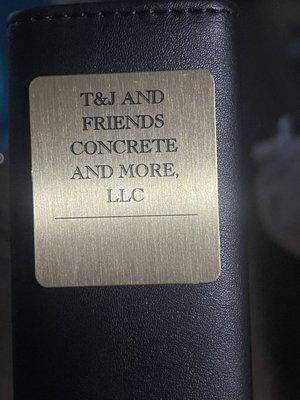 T&J AND
FRIENDS
CONCRETE
AND MORE,
LLC